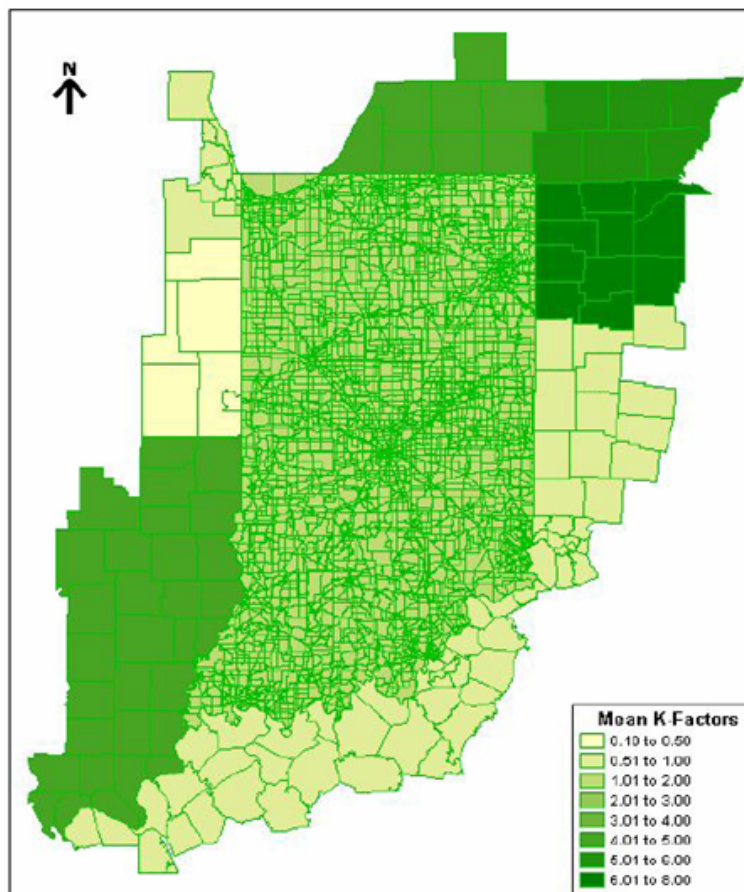 N
Mean K-Factors
0.10 to 0.50
0.51 to 1.00
1.01 to 2.00
2.01 to 3.00
3.01 to 4.00
4.01 to 5.00
5.01 to 6.00
6.01 to 8.00